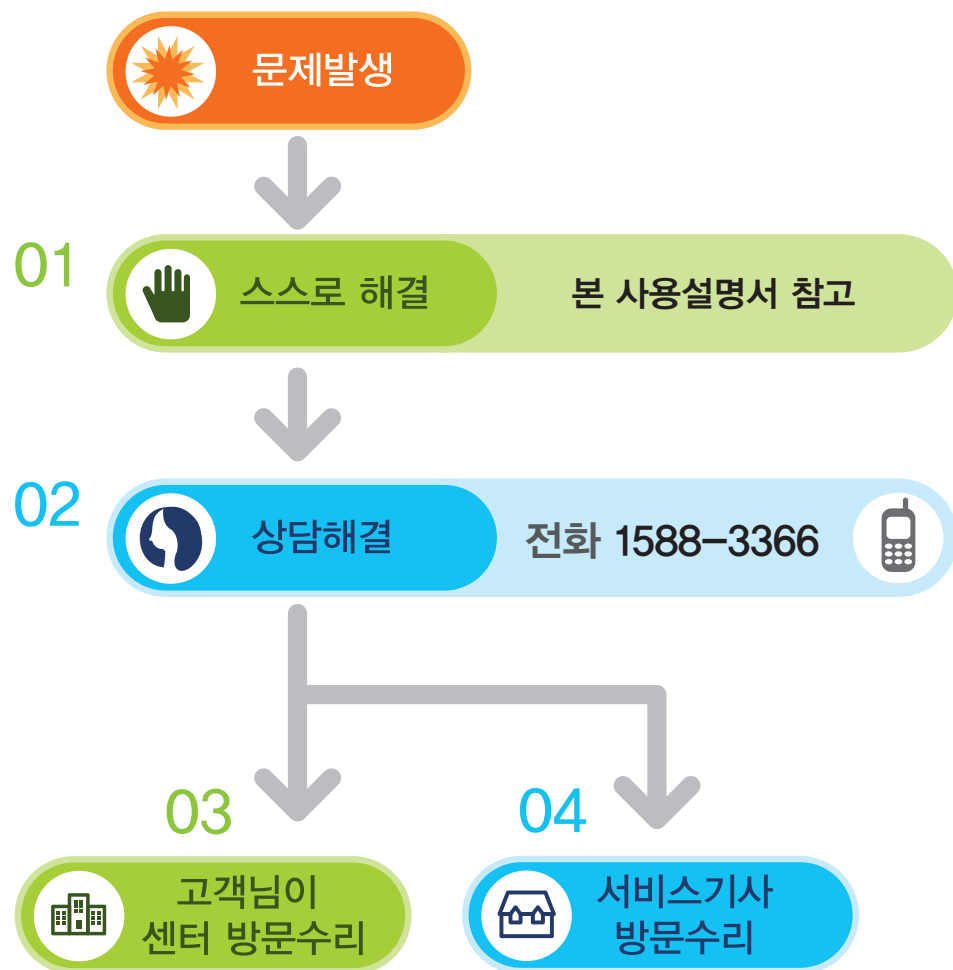 문제발생
01
스스로 해결
본 사용설명서 참고
02
상담해결
전화 1588-3366
03
고객님이
센터 방문수리
04
서비스기사
방문수리